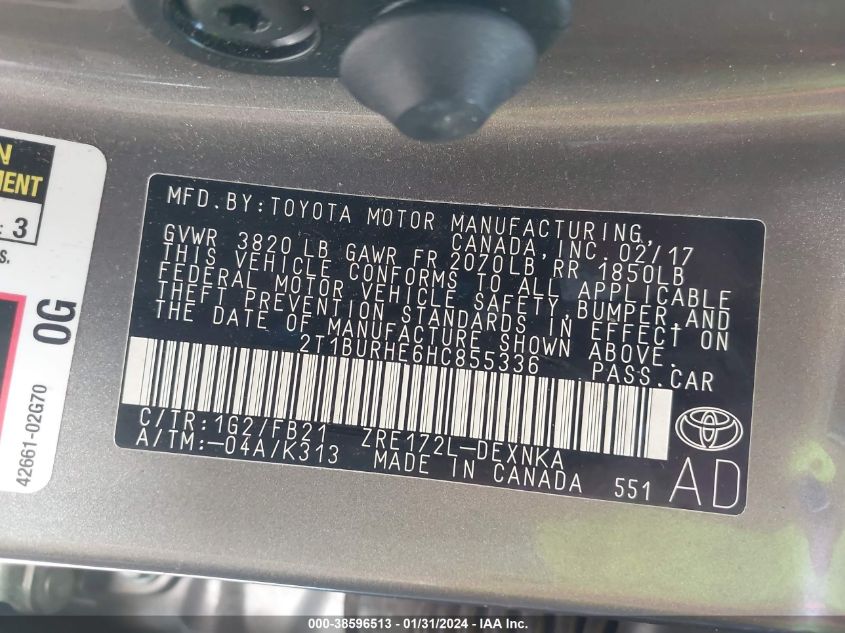 MFD.BY:TOYOTA MOTOR MANUFACTURING,
CANADA,INC. 02/17
GVWR 3820 LB GAWR FR 2070LB RR 1850LB
THIS VEHICLE CONFORMS TO ALL APPLICABLE
FEDERAL MOTOR VEHICLE SAFETY,BUMPER,AND
THEFT PREVENTION STANDARDS IN EFFECT ON
THE DATE OF MANUFACTURE SHOWN ABOVE.
2T1BURHE6HC855336 PASS.CAR
C/TR:1G2/FB21 ZRE172L-DEXNKA
A/TM:-04A/K313 MADE IN CANADA 551 AD
N
MENT
: 3
s.
0G
42661-02G70
000-38596513 - 01/31/2024 - IAA Inc.